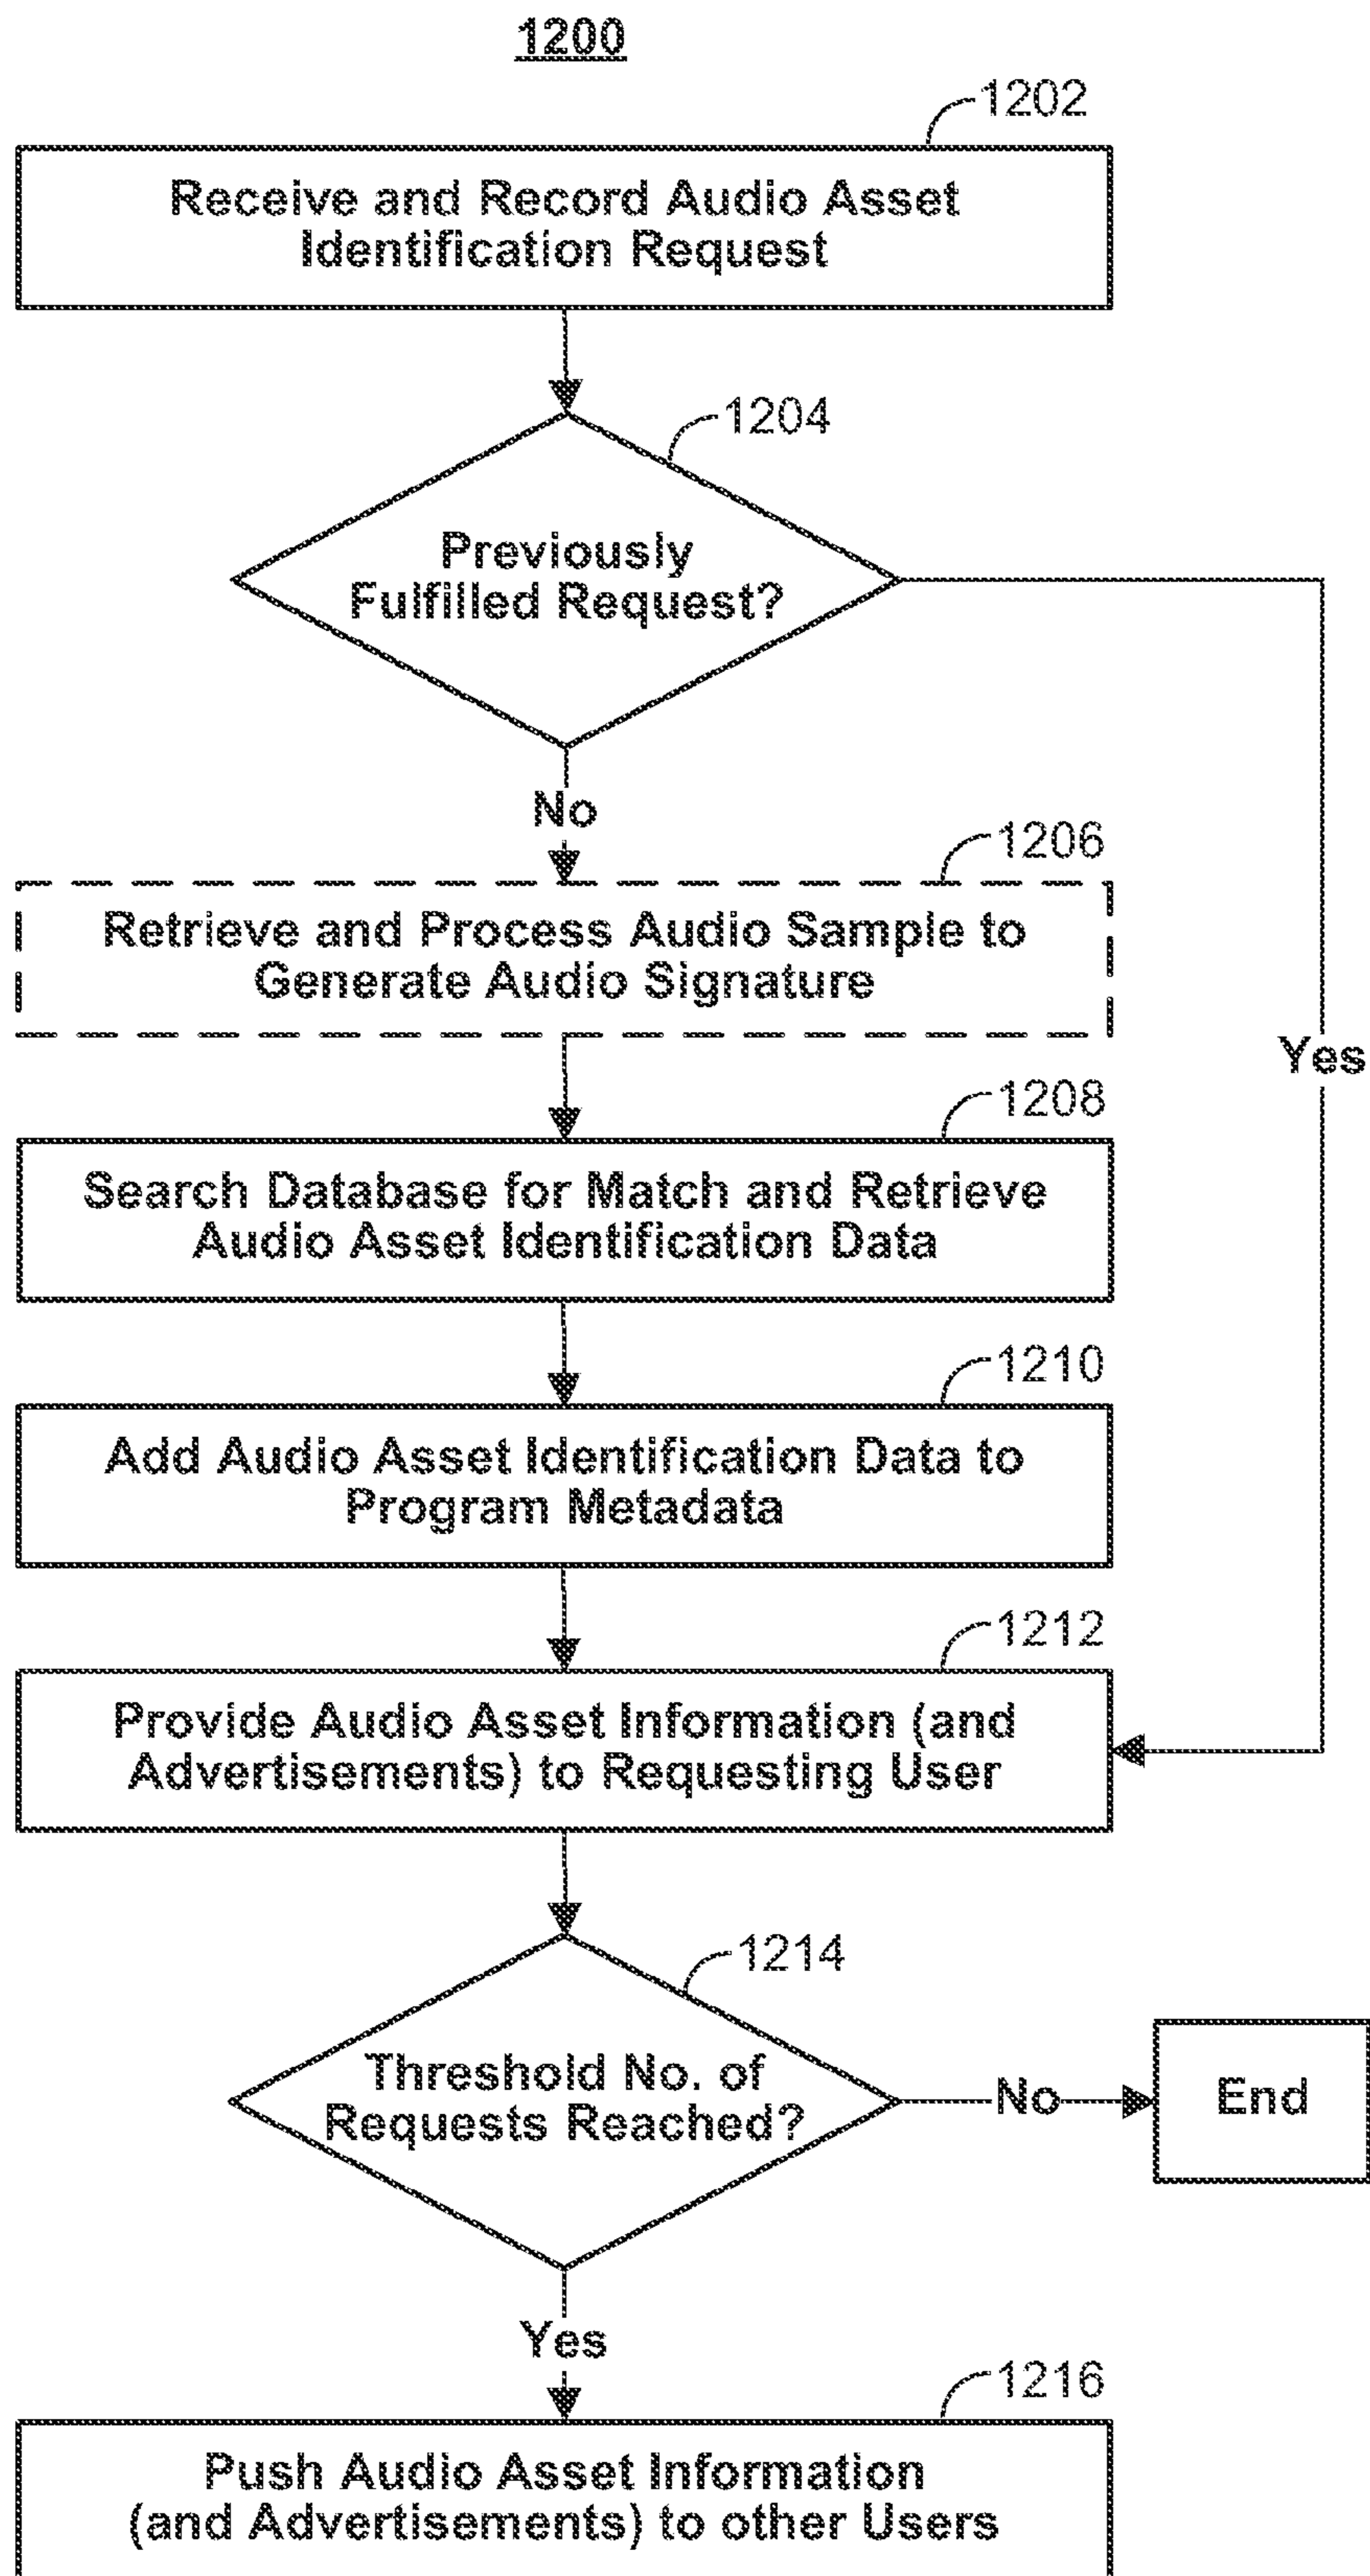 1200
1202
Receive and Record Audio Asset
Identification Request
1204
Previously
Fulfilled Request?
No
1206
Retrieve and Process Audio Sample to
Generate Audio Signature
Yes
1208
Search Database for Match and Retrieve
Audio Asset Identification Data
1210
Add Audio Asset Identification Data to
Program Metadata
1212
Provide Audio Asset Information (and
Advertisements) to Requesting User
1214
Threshold No. of
Requests Reached?
No
End
Yes
1216
Push Audio Asset Information
(and Advertisements) to other Users